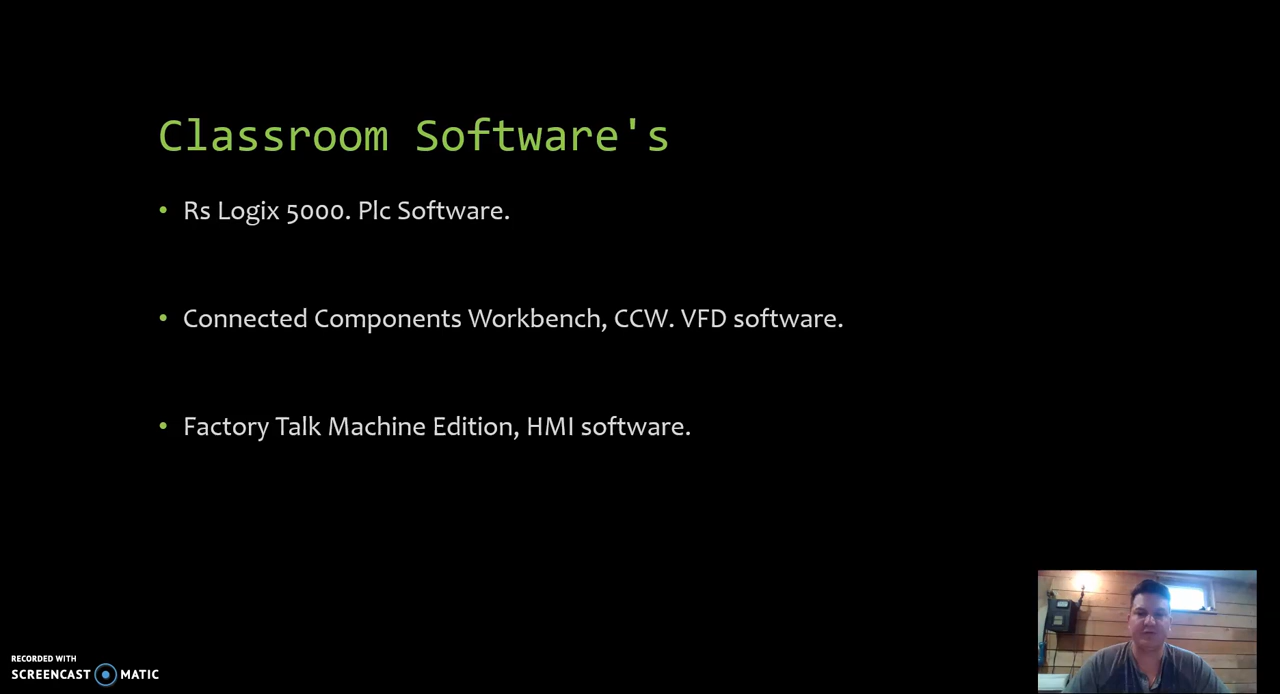 Classroom Software's
• Rs Logix 5000. Plc Software.
• Connected Components Workbench, CCW. VFD software.
• Factory Talk Machine Edition, HMI software.
RECORDED WITH
SCREENCAST MATIC